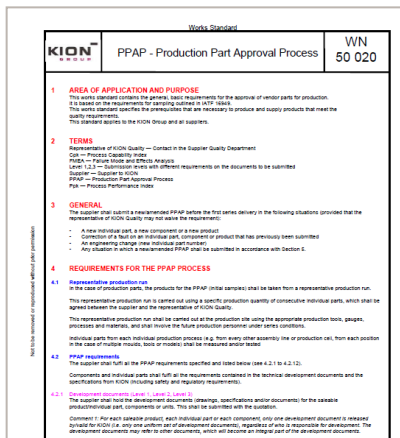 Works Standard
KION
GROUP
PPAP - Production Part Approval Process
WN
50 020
1 AREA OF APPLICATION AND PURPOSE
This works standard contains the general, basic requirements for the approval of vendor parts for production.
It is based on the requirements for sampling outlined in IATF 16949.
This works standard specifies the prerequisites that are necessary to produce and supply products that meet the
quality requirements.
This standard applies to the KION Group and all suppliers.
2 TERMS
Representative of KION Quality — Contact in the Supplier Quality Department
Cpk — Process Capability Index
FMEA — Failure Mode and Effects Analysis
Level 1,2,3 — Submission levels with different requirements on the documents to be submitted
Supplier — Supplier to KION
PPAP — Production Part Approval Process
Ppk — Process Performance Index
3 GENERAL
The supplier shall submit a new/amended PPAP before the first series delivery in the following situations (provided that the
representative of KION Quality may not waive the requirement):
- A new individual part, a new component or a new product
- Correction of a fault on an individual part, component or product that has previously been submitted
- An engineering change (new individual part number)
- Any situation in which a new/amended PPAP shall be submitted in accordance with Section 5.
4 REQUIREMENTS FOR THE PPAP PROCESS
4.1 Representative production run
In the case of production parts, the products for the PPAP (initial samples) shall be taken from a representative production run.
This representative production run is carried out using a specific production quantity of consecutive individual parts, which shall be
agreed between the supplier and the representative of KION Quality.
This representative production run shall be carried out at the production site using the appropriate production tools, gauges,
processes and materials, and shall involve the future production personnel under series conditions.
Individual parts from each individual production process (e.g. from every other assembly line or production cell, from each position
in the case of multiple moulds, tools or models) shall be measured and/or tested
4.2 PPAP requirements
The supplier shall fulfil all the PPAP requirements specified and listed below (see 4.2.1 to 4.2.12).
Components and individual parts shall fulfil all the requirements contained in the technical development documents and the
specifications from KION (including safety and regulatory requirements).
4.2.1 Development documents (Level 1, Level 2, Level 3)
The supplier shall hold the development documents (drawings, specifications and/or documents) for the saleable
product/individual part, components or units. This shall be submitted with the quotation.
Comment 1: For each saleable product, each individual part or each component, only one development document is released
by/valid for KION (i.e. only one uniform set of development documents), regardless of who is responsible for development. The
development documents may refer to other documents, which will become an integral part of the development documents.
Not to be removed or reproduced without prior permission